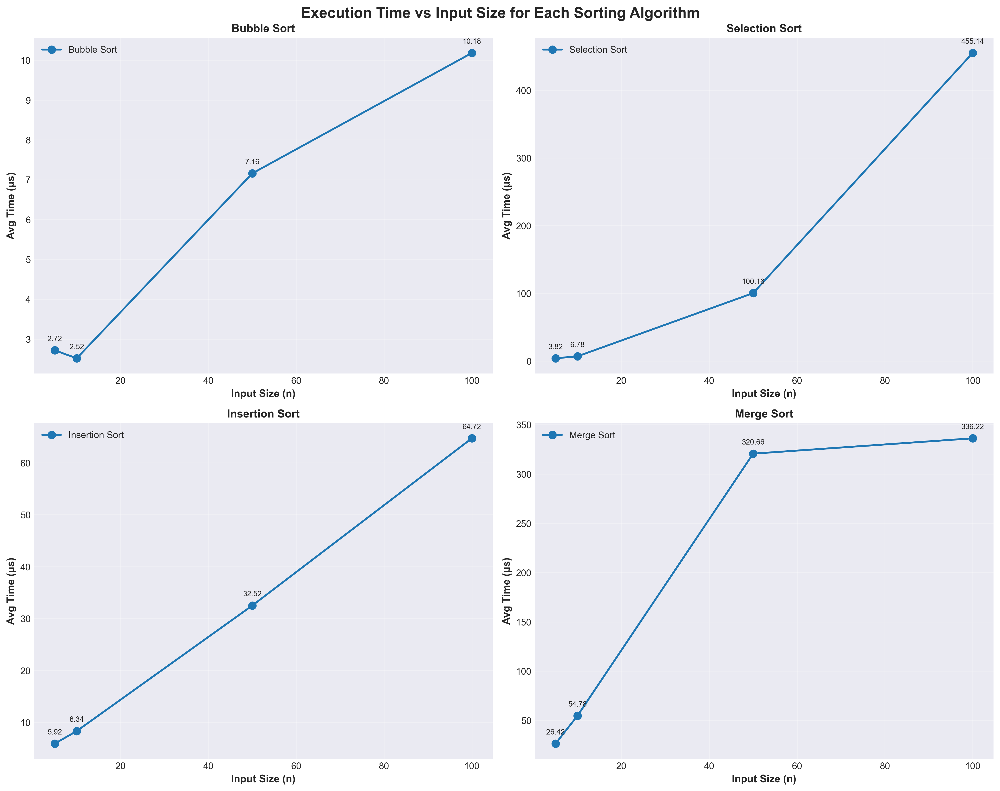 Execution Time vs Input Size for Each Sorting Algorithm
Bubble Sort
Bubble Sort
10.18
7.16
2.72
2.52
10
9
8
7
6
5
4
3
Avg Time (µs)
20 40 60 80 100
Input Size (n)
Selection Sort
Selection Sort
455.14
100.16
3.82
6.78
400
300
200
100
0
Avg Time (µs)
20 40 60 80 100
Input Size (n)
Insertion Sort
Insertion Sort
64.72
32.52
8.34
5.92
60
50
40
30
20
10
Avg Time (µs)
20 40 60 80 100
Input Size (n)
Merge Sort
Merge Sort
336.22
320.66
54.78
26.42
350
300
250
200
150
100
50
Avg Time (µs)
20 40 60 80 100
Input Size (n)